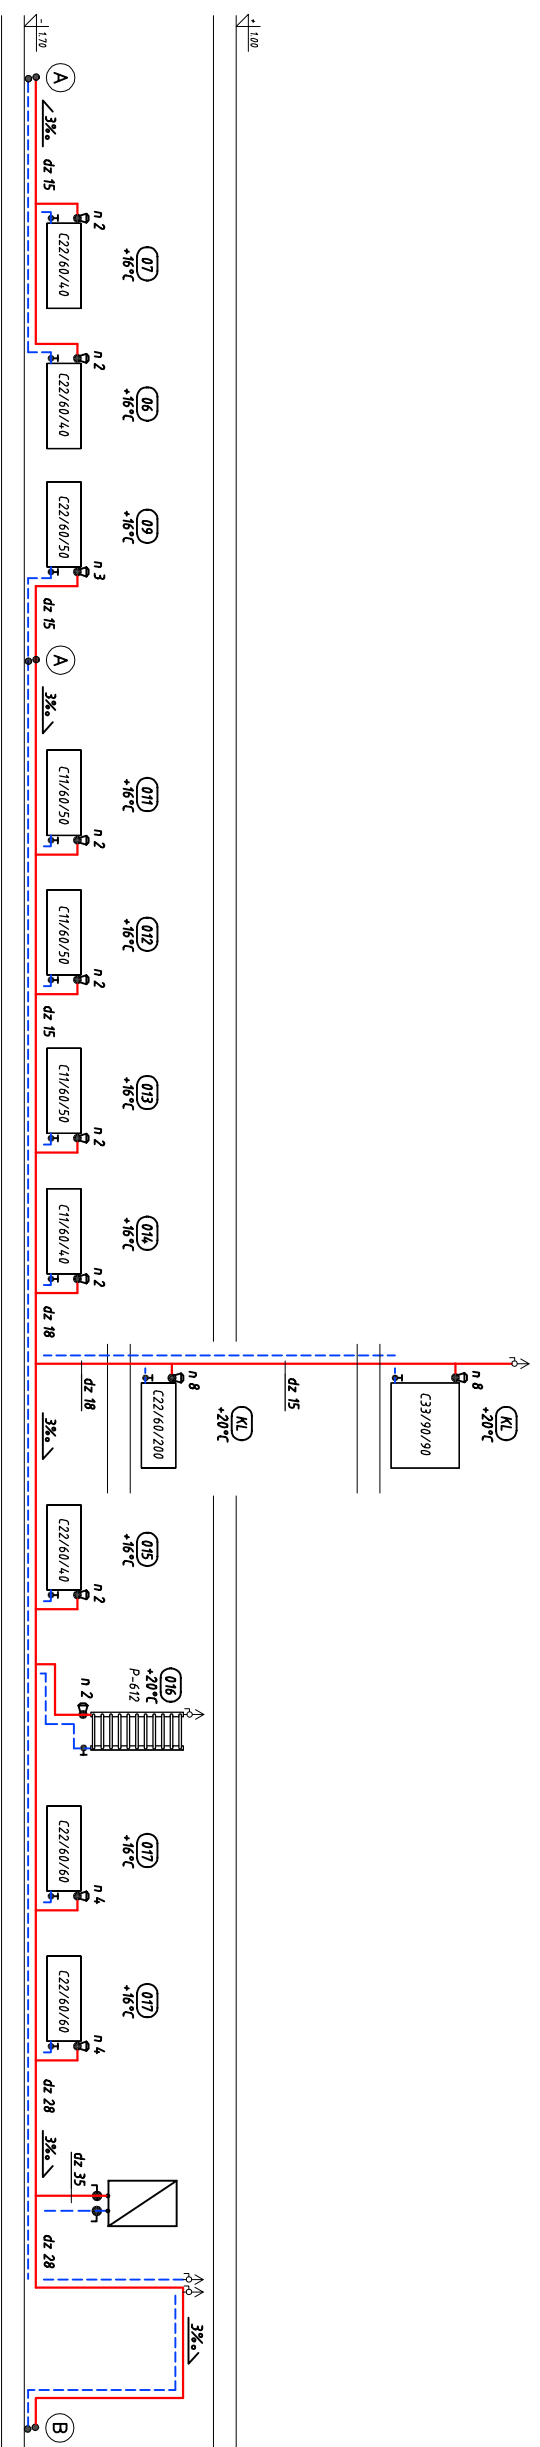 -
1.70
+
1.00
A
3‰
dz 15
n 2
C22/60/40
07
+16°C
n 2
C22/60/40
06
+16°C
C22/60/50
09
+16°C
n 3
dz 15
A
3‰
C11/60/50
011
+16°C
n 2
C11/60/50
012
+16°C
n 2
dz 15
C11/60/50
013
+16°C
n 2
C11/60/40
014
+16°C
n 2
dz 18
dz 18
n 8
C22/60/200
KL
+20°C
dz 15
n 8
C33/90/90
KL
+20°C
3‰
C22/60/40
015
+16°C
n 2
016
+20°C
P-612
n 2
C22/60/60
017
+16°C
n 4
C22/60/60
017
+16°C
n 4
dz 28
3‰
dz 35
dz 28
3‰
B